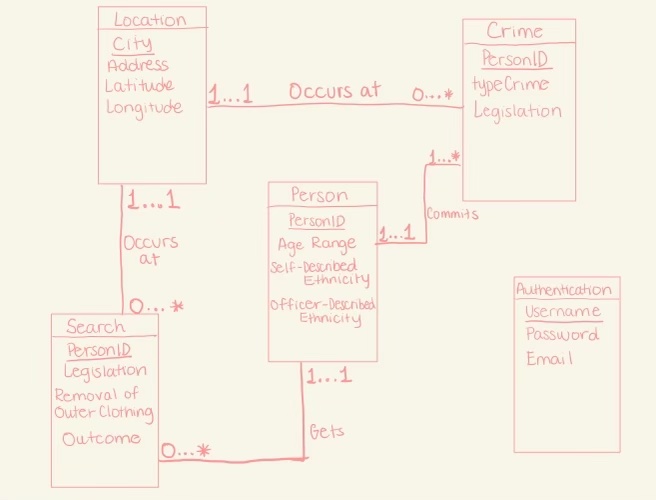 Location
City
Address
Latitude
Longitude
1...1
Occurs at
0...*
Crime
PersonID
typeCrime
Legislation
1...*
Commits
1...1
Person
PersonID
Age Range
Self-Described
Ethnicity
Officer-Described
Ethnicity
1...1
Occurs
at
0...*
Search
PersonID
Legislation
Removal of
Outer Clothing
Outcome
0...*
1...1
Gets
Authentication
Username
Password
Email